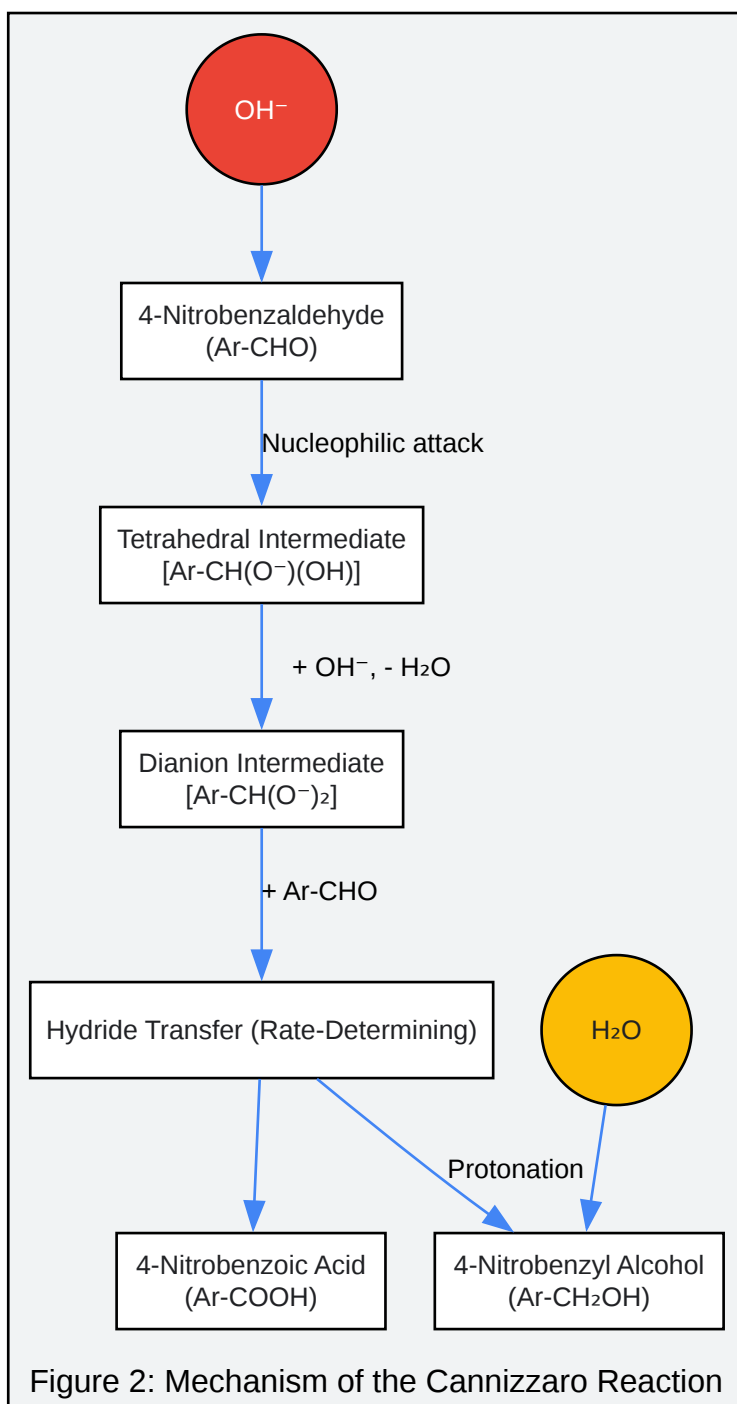 OH⁻
4-Nitrobenzaldehyde
(Ar-CHO)
Nucleophilic attack
Tetrahedral Intermediate
[Ar-CH(O⁻)(OH)]
+ OH⁻, - H₂O
Dianion Intermediate
[Ar-CH(O⁻)₂]
+ Ar-CHO
Hydride Transfer (Rate-Determining)
H₂O
Protonation
4-Nitrobenzoic Acid
(Ar-COOH)
4-Nitrobenzyl Alcohol
(Ar-CH₂OH)
Figure 2: Mechanism of the Cannizzaro Reaction